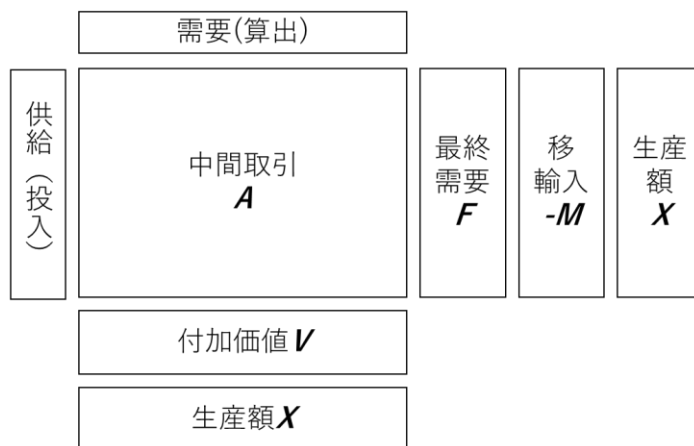 需要(算出)
供給（投入）
中間取引
A
最終
需要
F
移
輸入
-M
生産
額
X
付加価値V
生産額X